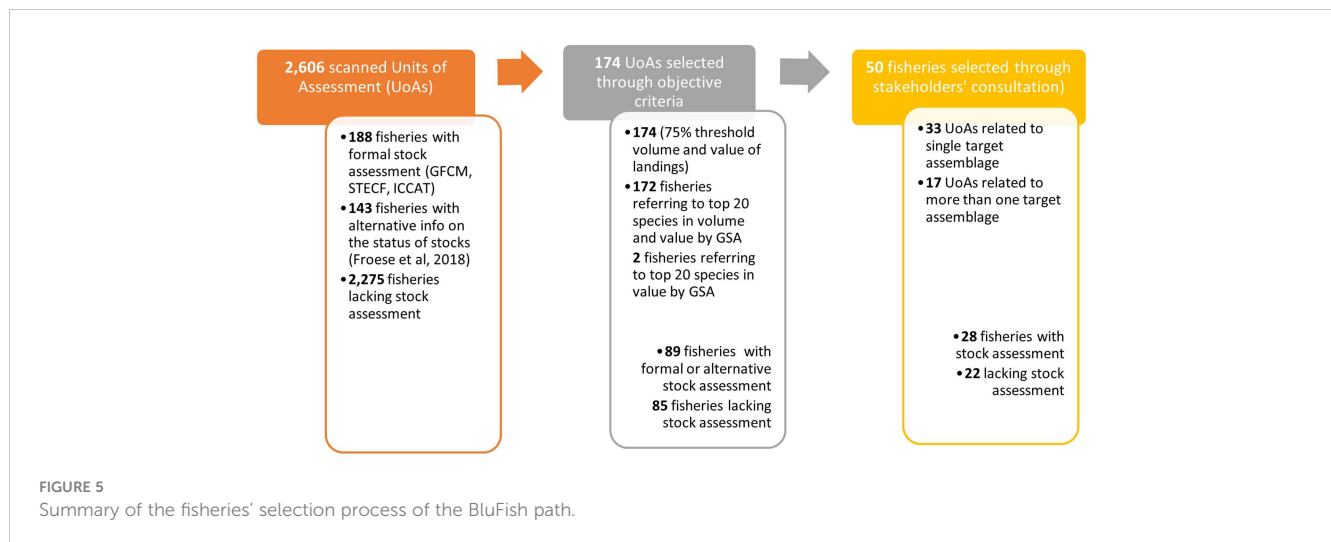 2,606 scanned Units of
Assessment (UoAs)
•188 fisheries with
formal stock
assessment (GFCM,
STECF, ICCAT)
•143 fisheries with
alternative info on
the status of stocks
(Froese et al, 2018)
•2,275 fisheries
lacking stock
assessment
174 UoAs selected
through objective
criteria
•174 (75% threshold
volume and value of
landings)
•172 fisheries
referring to top 20
species in volume
and value by GSA
2 fisheries referring
to top 20 species in
value by GSA
•89 fisheries with
formal or alternative
stock assessment
85 fisheries lacking
stock assessment
50 fisheries selected through
stakeholders' consultation)
•33 UoAs related to
single target
assemblage
•17 UoAs related to
more than one target
assemblage
•28 fisheries with
stock assessment
•22 lacking stock
assessment
FIGURE 5
Summary of the fisheries' selection process of the BluFish path.